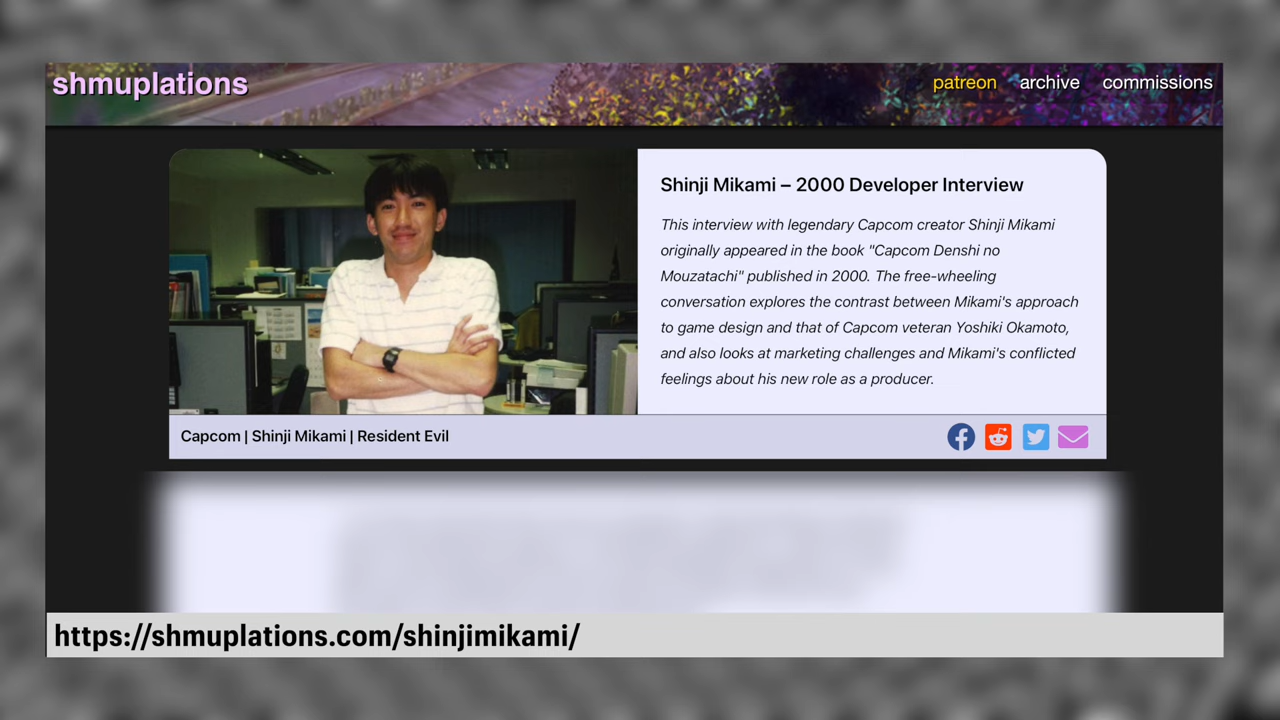 shmuplations
patreon archive commissions
Shinji Mikami – 2000 Developer Interview
This interview with legendary Capcom creator Shinji Mikami
originally appeared in the book "Capcom Denshi no
Mouzatachi" published in 2000. The free-wheeling
conversation explores the contrast between Mikami's approach
to game design and that of Capcom veteran Yoshiki Okamoto,
and also looks at marketing challenges and Mikami's conflicted
feelings about his new role as a producer.
Capcom | Shinji Mikami | Resident Evil
https://shmuplations.com/shinjimikami/